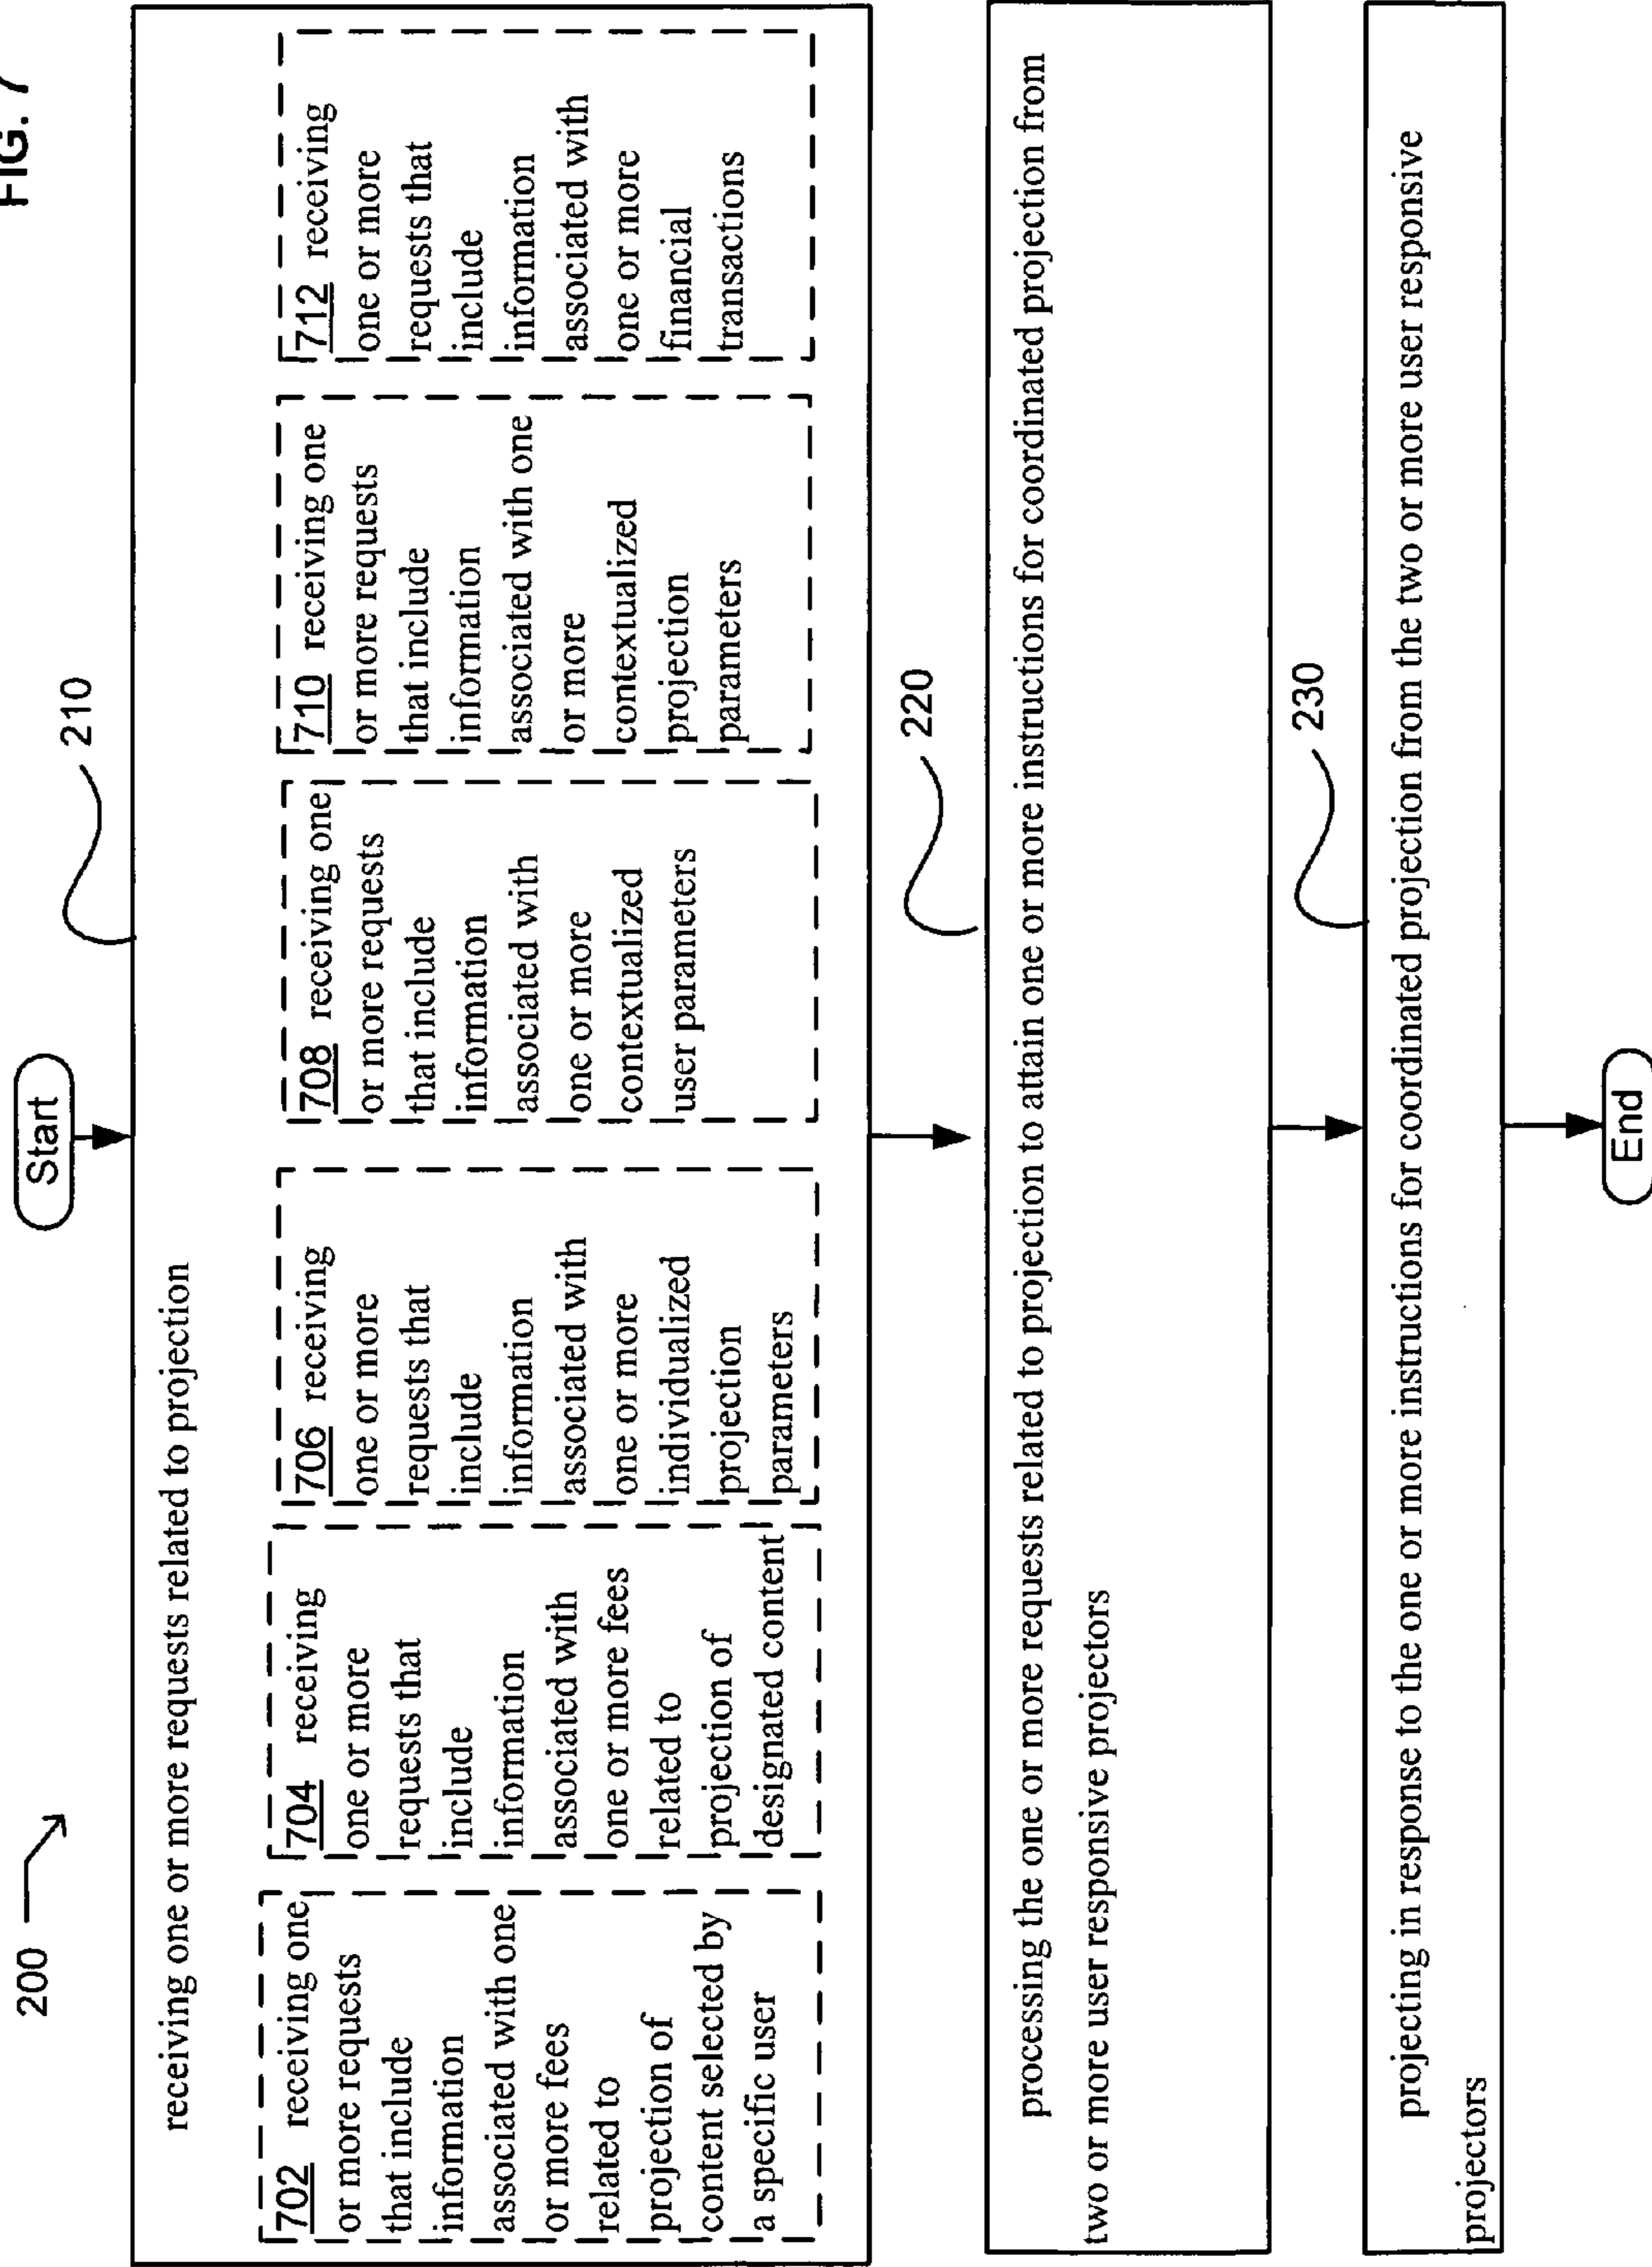 FIG. 7
200
Start
210
receiving one or more requests related to projection
702 receiving one
or more requests
that include
information
associated with one
or more fees
related to
projection of
content selected by
a specific user
704 receiving
one or more
requests that
include
information
associated with
one or more fees
related to
projection of
designated content
706 receiving
one or more
requests that
include
information
associated with
one or more
individualized
projection
parameters
708 receiving one
or more requests
that include
information
associated with
one or more
contextualized
user parameters
710 receiving one
or more requests
that include
information
associated with one
or more
contextualized
projection
parameters
712 receiving
one or more
requests that
include
information
associated with
one or more
financial
transactions
220
processing the one or more requests related to projection to attain one or more instructions for coordinated projection from
two or more user responsive projectors
230
projecting in response to the one or more instructions for coordinated projection from the two or more user responsive
projectors
End